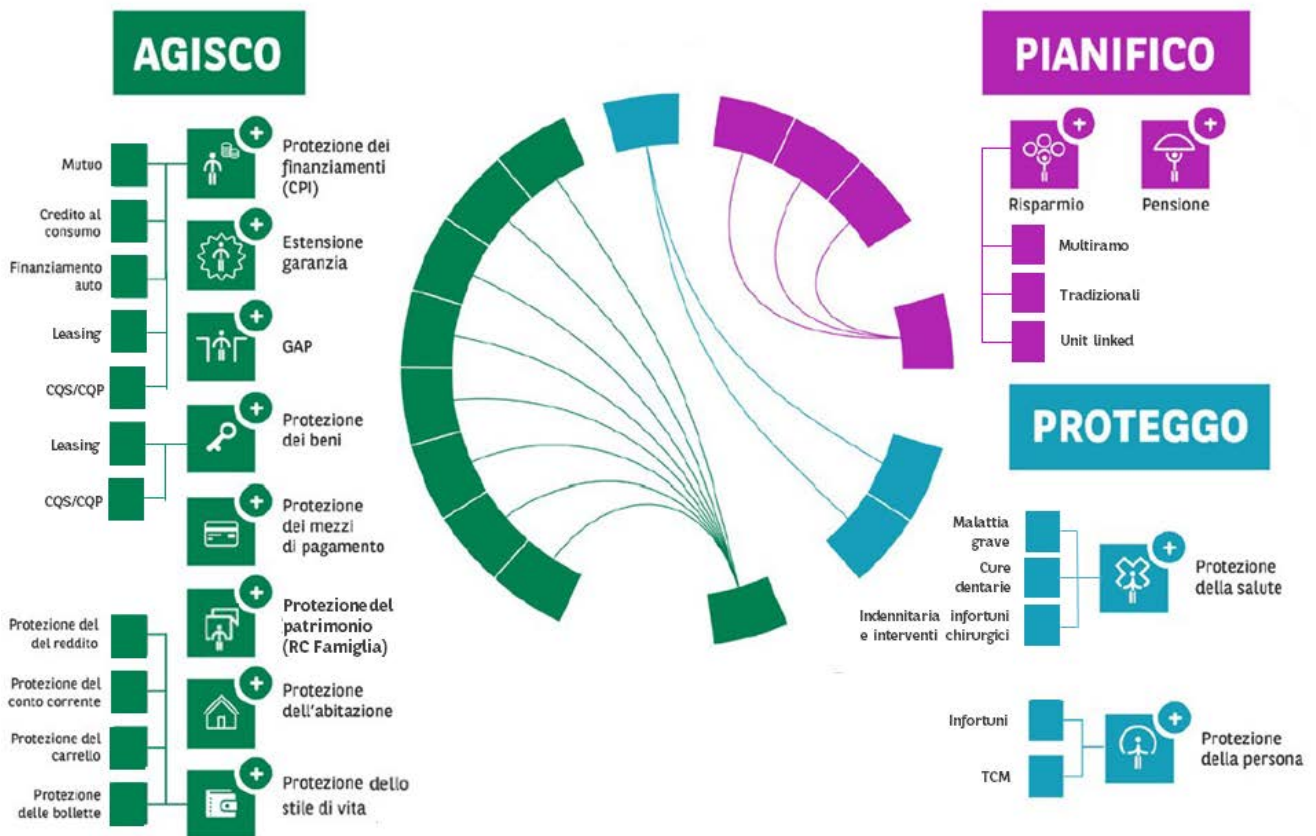 AGISCO
Mutuo
Credito al
consumo
Finanziamento
auto
Leasing
CQS/CQP
Leasing
CQS/CQP
Protezione del
del reddito
Protezione del
conto corrente
Protezione del
carrello
Protezione
delle bollette
Protezione dei
finanziamenti
(CPI)
Estensione
garanzia
GAP
Protezione
dei beni
Protezione
dei mezzi
di pagamento
Protezione del
patrimonio
(RC Famiglia)
Protezione
dell'abitazione
Protezione dello
stile di vita
PIANIFICO
Risparmio
Pensione
Multiramo
Tradizionali
Unit linked
PROTEGGO
Malattia
grave
Cure
dentarie
Indennitaria infortuni
e interventi chirurgici
Protezione
della salute
Infortuni
TCM
Protezione
della persona